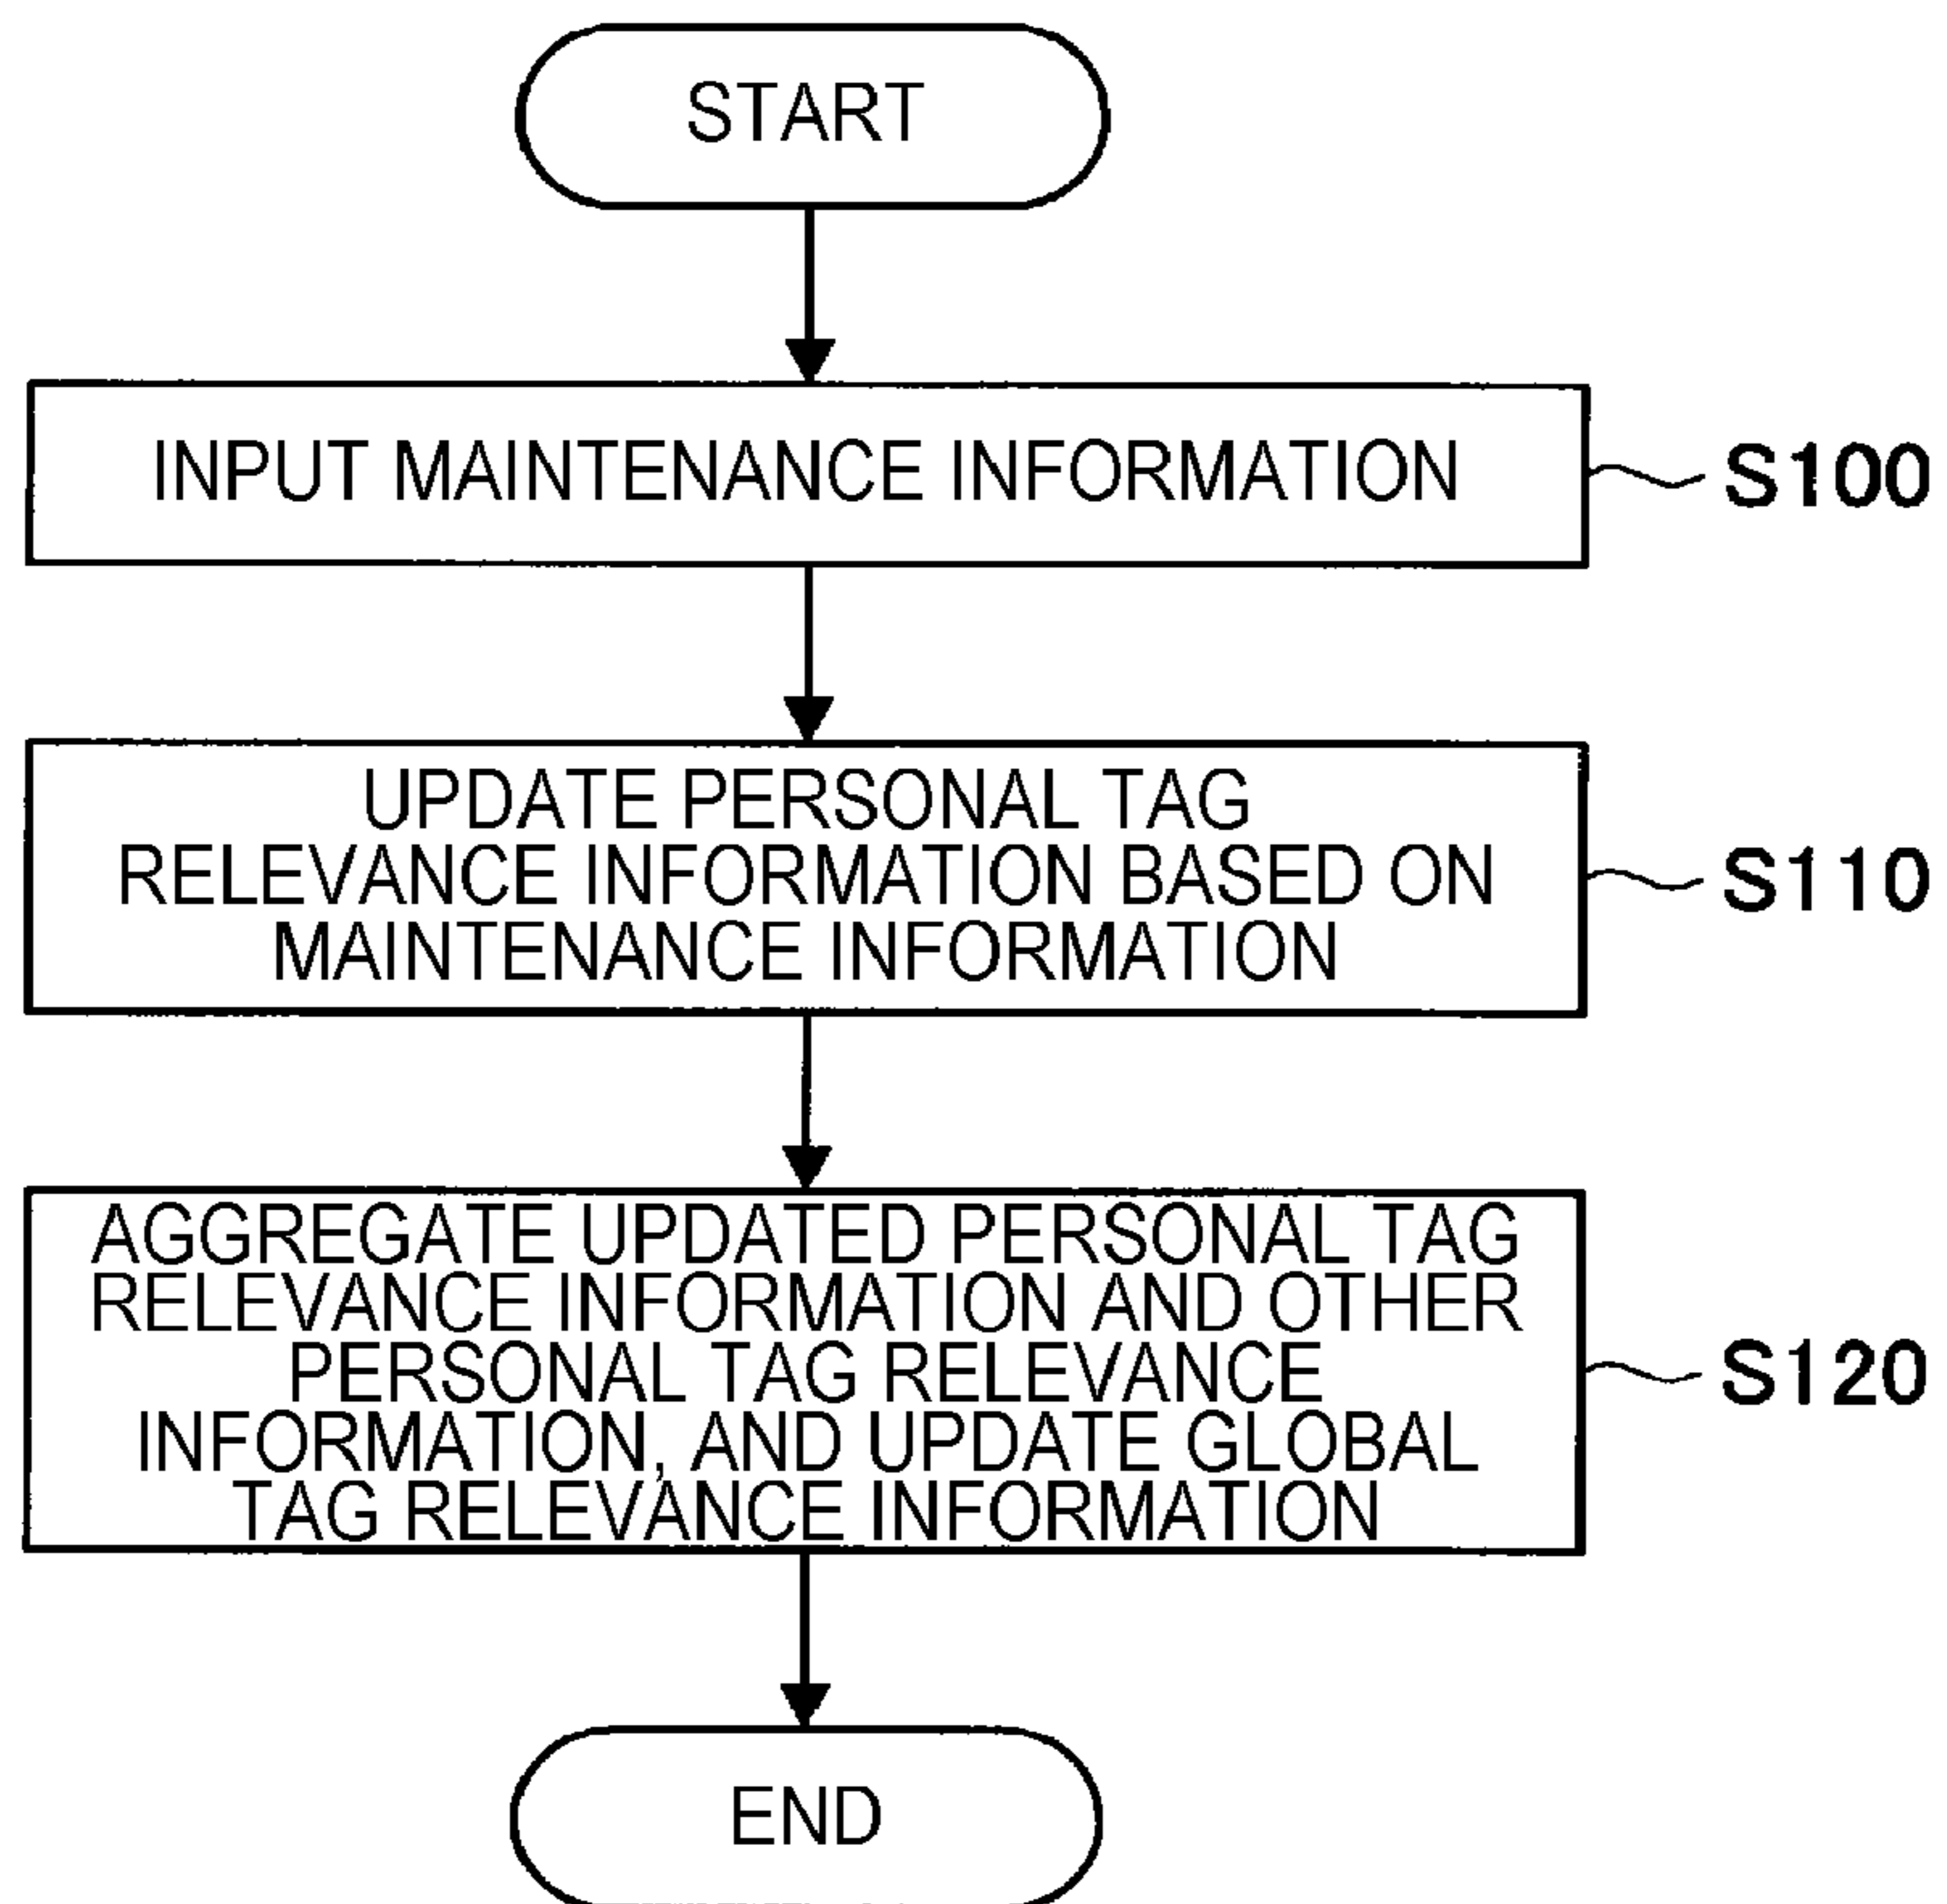 START
INPUT MAINTENANCE INFORMATION
S100
UPDATE PERSONAL TAG
RELEVANCE INFORMATION BASED ON
MAINTENANCE INFORMATION
S110
AGGREGATE UPDATED PERSONAL TAG
RELEVANCE INFORMATION AND OTHER
PERSONAL TAG RELEVANCE
INFORMATION, AND UPDATE GLOBAL
TAG RELEVANCE INFORMATION
S120
END